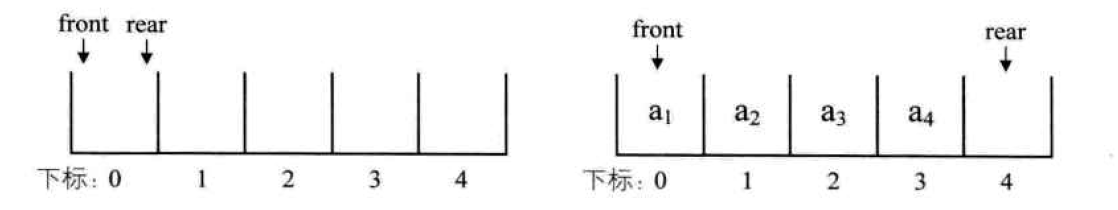 front rear
下标: 0 1 2 3 4
front
rear
a₁ a₂ a₃ a₄
下标: 0 1 2 3 4